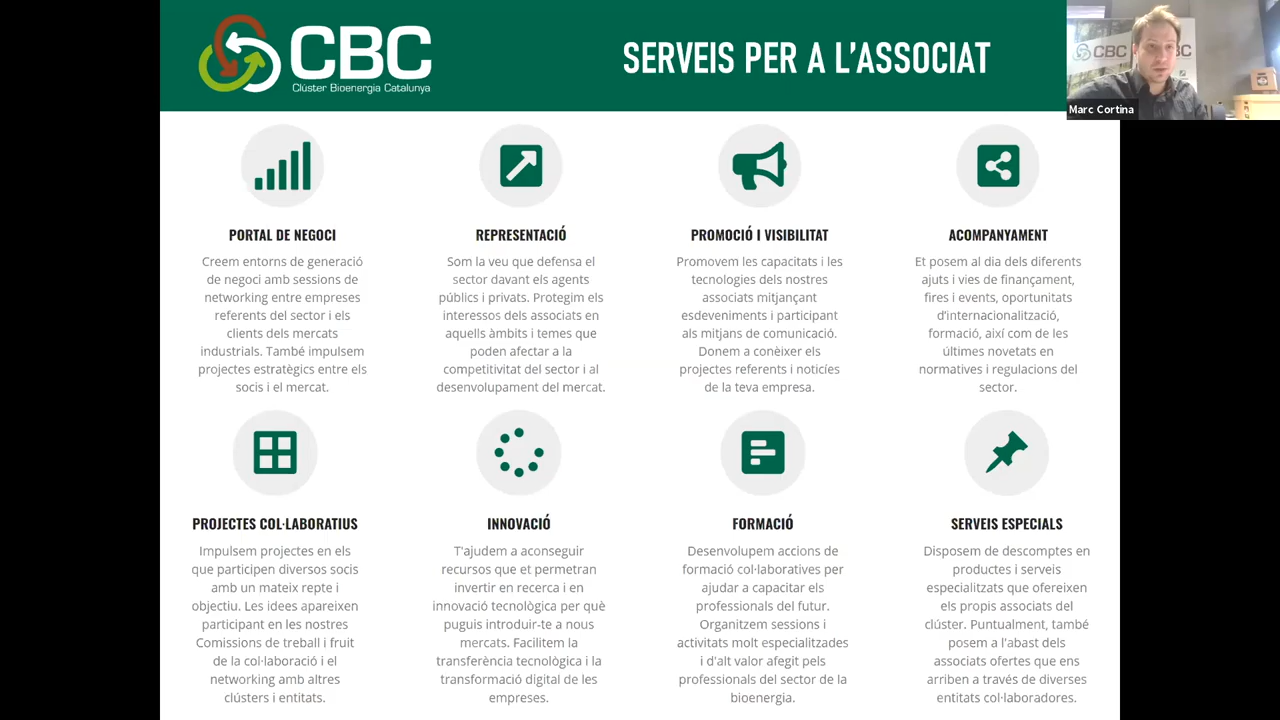 CBC
Clúster Bioenergia Catalunya
SERVEIS PER A L'ASSOCIAT
CBC
BC
Marc Cortina
PORTAL DE NEGOCI
Creem entorns de generació
de negoci amb sessions de
networking entre empreses
referents del sector i els
clients dels mercats
industrials. També impulsem
projectes estratègics entre els
socis i el mercat.
REPRESENTACIÓ
Som la veu que defensa el
sector davant els agents
públics i privats. Protegim els
interessos dels associats en
aquells àmbits i temes que
poden afectar a la
competitivitat del sector i al
desenvolupament del mercat.
PROMOCIÓ I VISIBILITAT
Promovem les capacitats i les
tecnologies dels nostres
associats mitjançant
esdeveniments i participant
als mitjans de comunicació.
Donem a conèixer els
projectes referents i notícies
de la teva empresa.
ACOMPANYAMENT
Et posem al dia dels diferents
ajuts i vies de finançament,
fires i events, oportunitats
d'internacionalització,
formació, així com de les
últimes novetats en
normatives i regulacions del
sector.
PROJECTES COL·LABORATIUS
Impulsem projectes en els
que participen diversos socis
amb un mateix repte i
objectiu. Les idees apareixen
participant en les nostres
Comissions de treball i fruit
de la col·laboració i el
networking amb altres
clústers i entitats.
INNOVACIÓ
T'ajudem a aconseguir
recursos que et permetran
invertir en recerca i en
innovació tecnològica per què
puguis introduir-te a nous
mercats. Facilitem la
transferència tecnològica i la
transformació digital de les
empreses.
FORMACIÓ
Desenvolupem accions de
formació col·laboratives per
ajudar a capacitar els
professionals del futur.
Organitzem sessions i
activitats molt especialitzades
i d'alt valor afegit pels
professionals del sector de la
bioenergia.
SERVEIS ESPECIALS
Disposem de descomptes en
productes i serveis
especialitzats que ofereixen
els propis associats del
clúster. Puntualment, també
posem a l'abast dels
associats ofertes que ens
arriben a través de diverses
entitats col·laboradores.